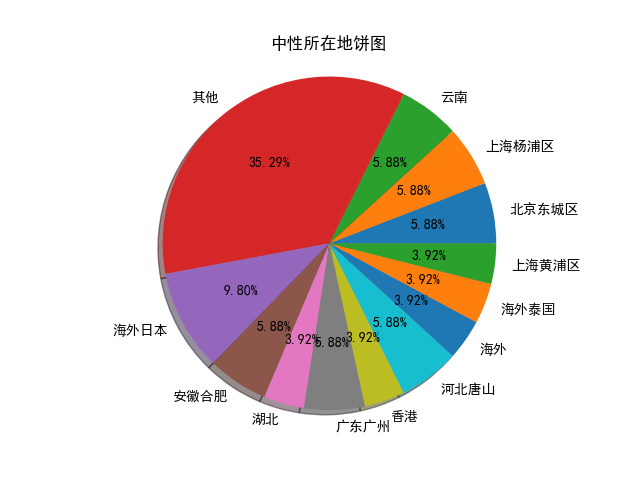 中性所在地饼图
其他
云南
上海杨浦区
北京东城区
上海黄浦区
海外泰国
海外
河北唐山
香港
广东广州
湖北
安徽合肥
海外日本
35.29%
5.88%
5.88%
5.88%
3.92%
3.92%
3.92%
5.88%
3.92%
5.88%
3.92%
5.88%
9.80%